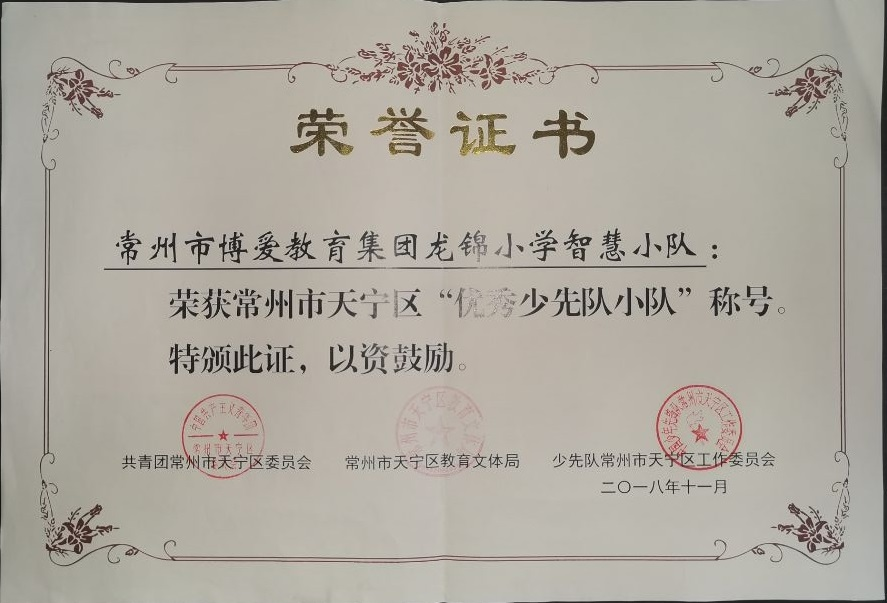 荣誉证书
常州市博爱教育集团龙锦小学智慧小队：
荣获常州市天宁区“优秀少先队小队”称号。
特颁此证，以资鼓励。
共青团常州市天宁区委员会 常州市天宁区教育文体局 少先队常州市天宁区工作委员会
二〇一八年十一月